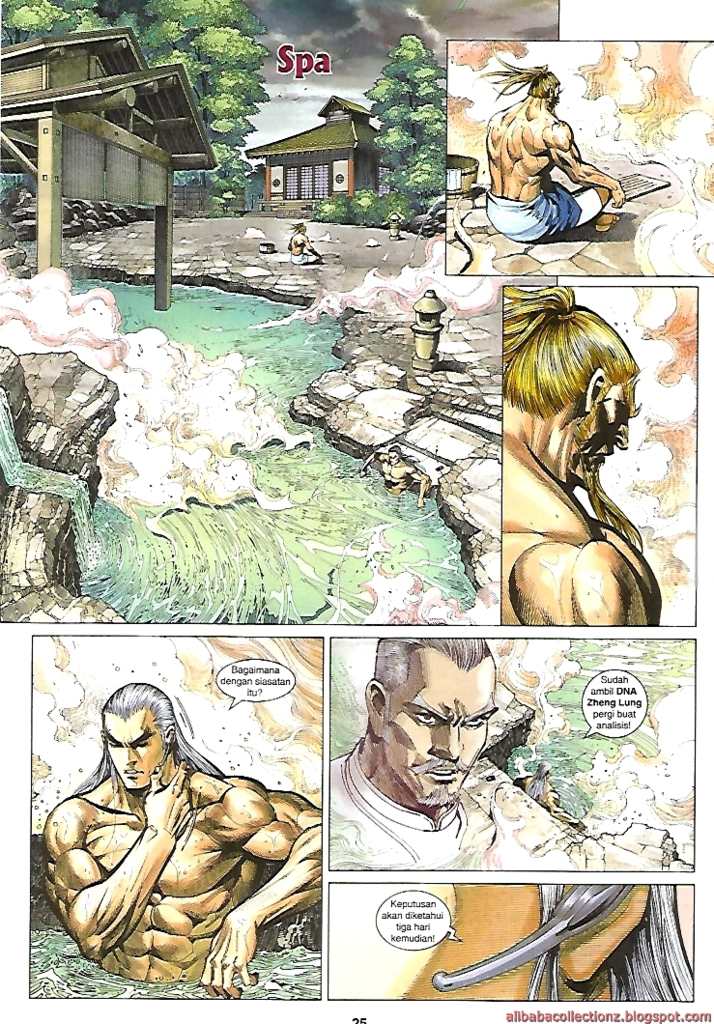 Spa
Bagaimana
dengan siasatan
itu?
Sudah
ambil DNA
Zheng Lung
pergi buat
analisis!
Keputusan
akan diketahui
tiga hari
kemudian!
25
alibabacollectionz.blogspot.com